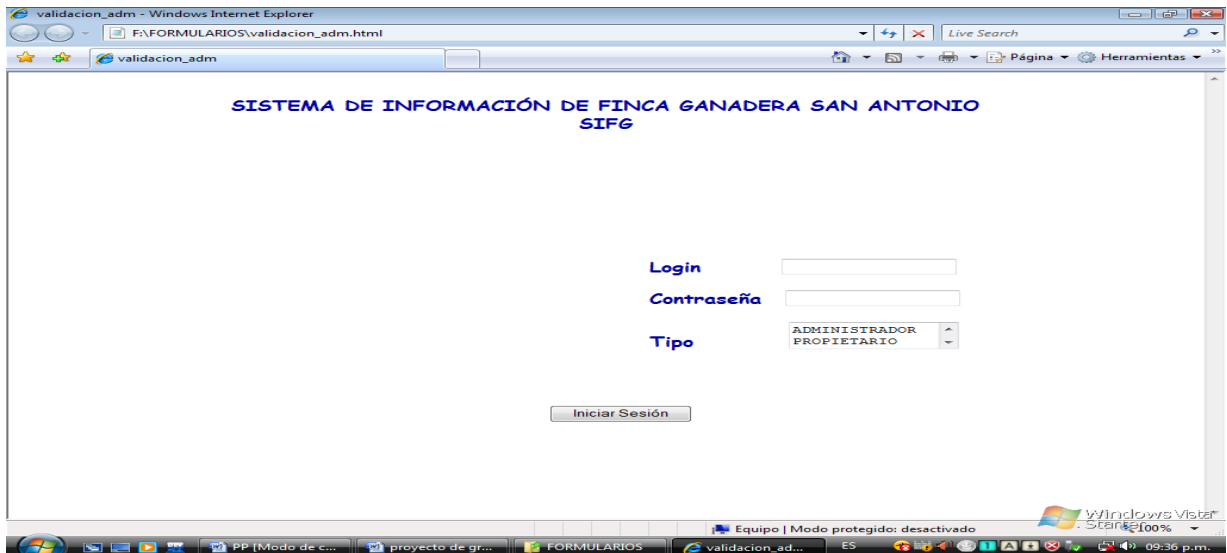 validacion_adm - Windows Internet Explorer
F:\FORMULARIOS\validacion_adm.html
Live Search
validacion_adm
Página
Herramientas
SISTEMA DE INFORMACIÓN DE FINCA GANADERA SAN ANTONIO
SIFG
Login
Contraseña
Tipo
ADMINISTRADOR
PROPIETARIO
Iniciar Sesión
Windows Vista™
Equipo | Modo protegido: desactivado
100%
PP [Modo de c...
proyecto de gr...
FORMULARIOS
validacion_ad...
ES
09:36 p.m.